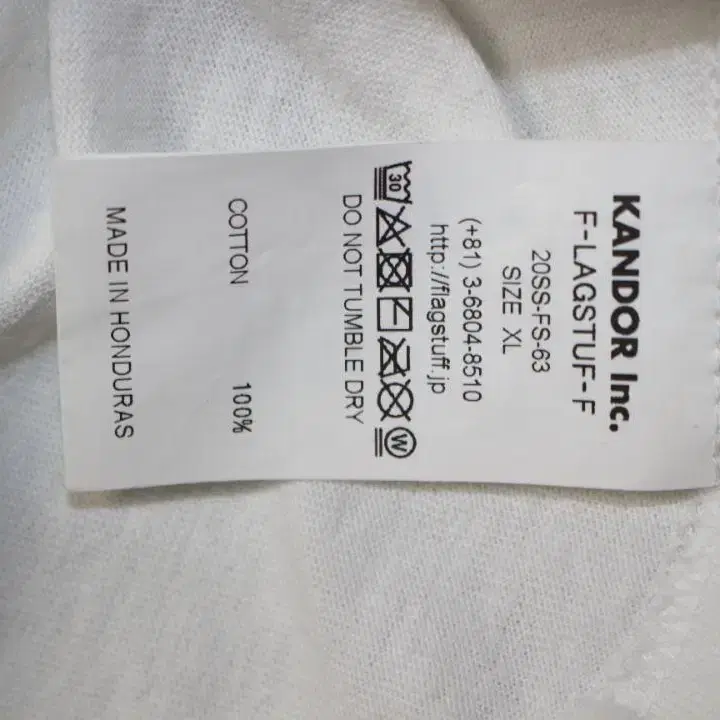 KANDOR Inc.
F-LAGSTUF-F
20SS-FS-63
SIZE XL
(+81) 3-6804-8510
http://flagstuff.jp
30
W
DO NOT TUMBLE DRY
COTTON 100%
MADE IN HONDURAS